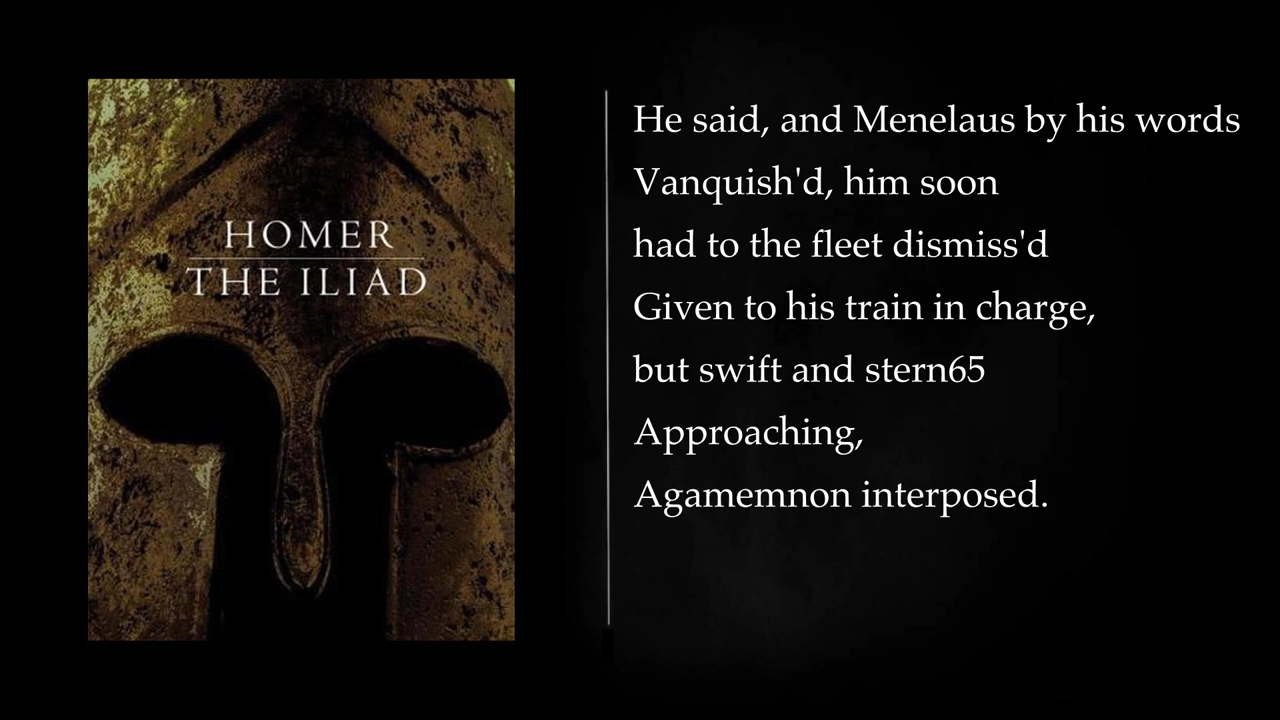 HOMER
THE ILIAD
He said, and Menelaus by his words
Vanquish'd, him soon
had to the fleet dismiss'd
Given to his train in charge,
but swift and stern65
Approaching,
Agamemnon interposed.